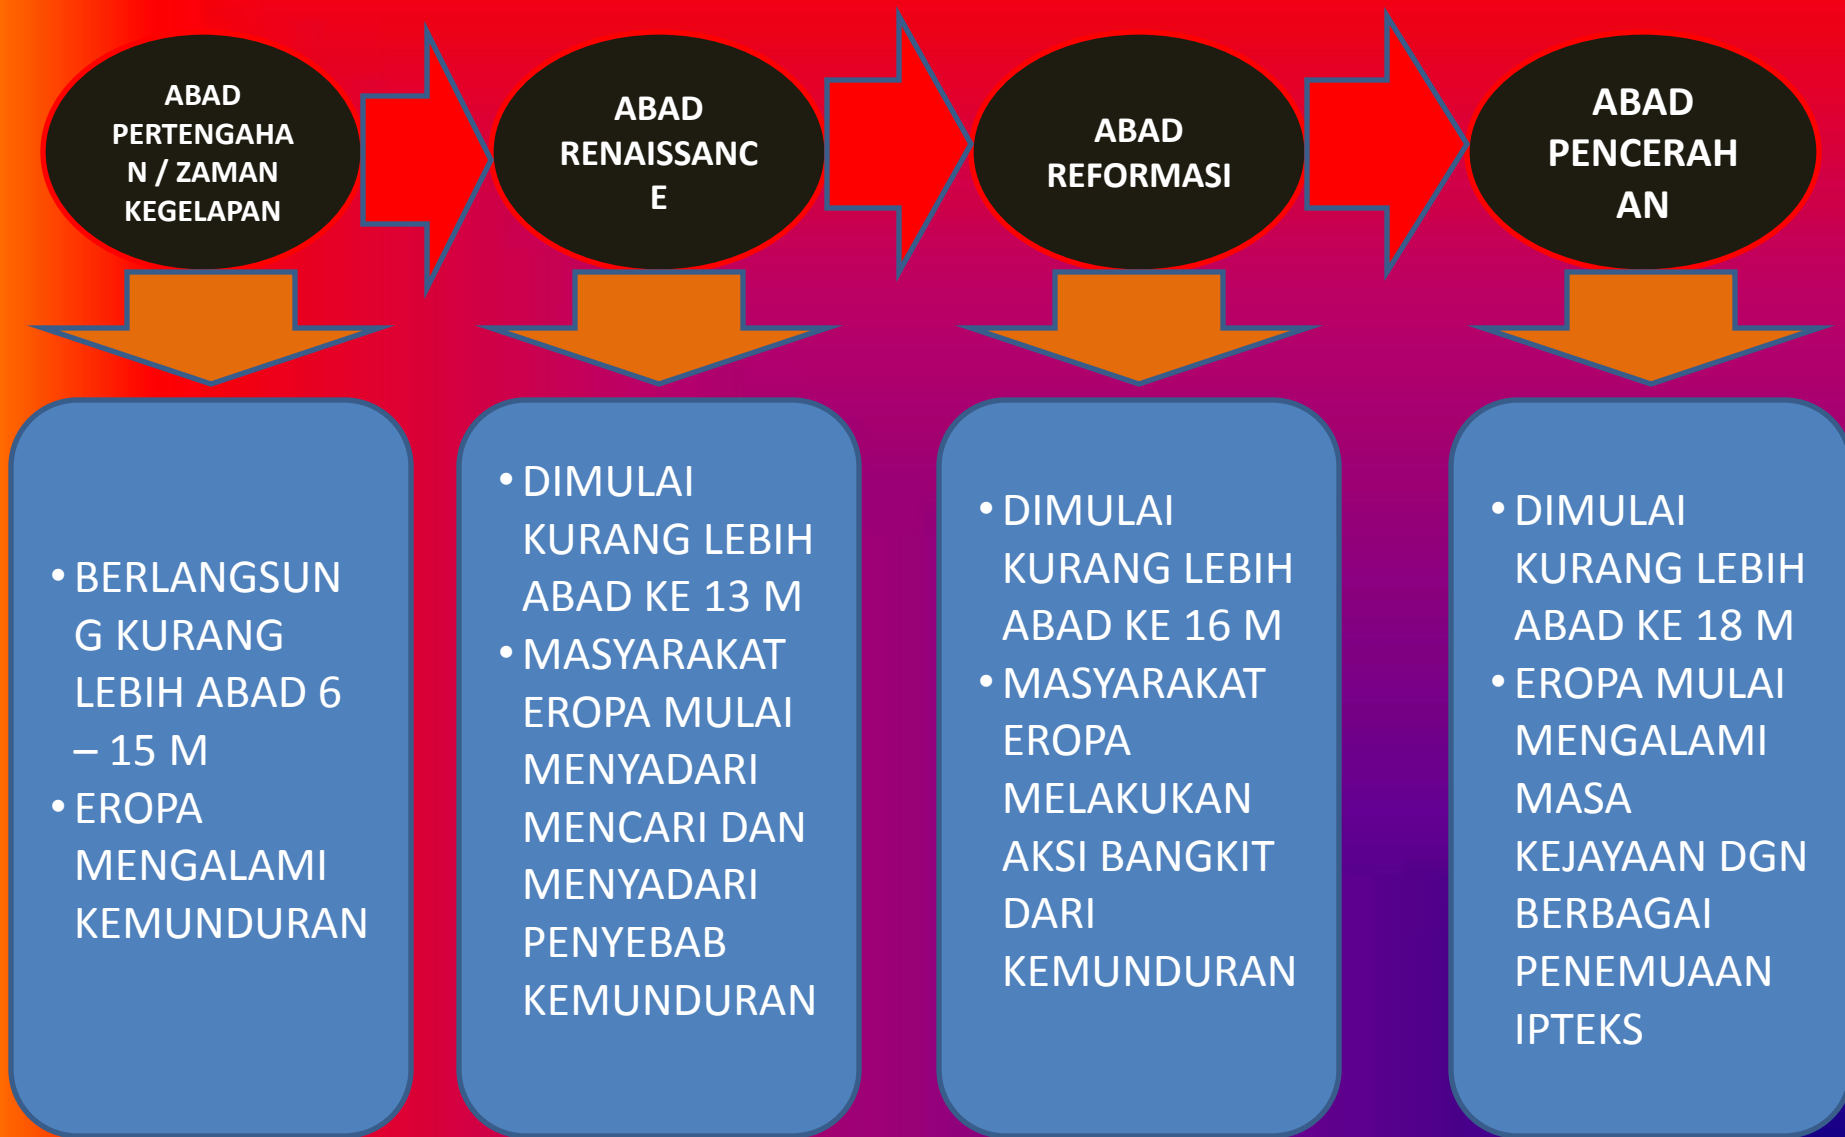 ABAD
PERTENGAHA
N / ZAMAN
KEGELAPAN
ABAD
RENAISSANC
E
ABAD
REFORMASI
ABAD
PENCERAH
AN
• BERLANGSUN
G KURANG
LEBIH ABAD 6
– 15 M
• EROPA
MENGALAMI
KEMUNDURAN
• DIMULAI
KURANG LEBIH
ABAD KE 13 M
• MASYARAKAT
EROPA MULAI
MENYADARI
MENCARI DAN
MENYADARI
PENYEBAB
KEMUNDURAN
• DIMULAI
KURANG LEBIH
ABAD KE 16 M
• MASYARAKAT
EROPA
MELAKUKAN
AKSI BANGKIT
DARI
KEMUNDURAN
• DIMULAI
KURANG LEBIH
ABAD KE 18 M
• EROPA MULAI
MENGALAMI
MASA
KEJAYAAN DGN
BERBAGAI
PENEMUAAN
IPTEKS